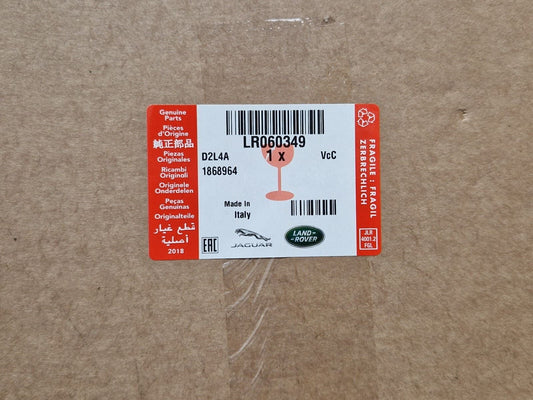 Genuine
Parts
Pièces
d'Origine
純正部品
Piezas
Originales
Ricambi
Originali
Originele
Onderdelen
Peças
Genuinas
Originalteile
قطع غيار
أصلية
2018
LR060349
1 x
D2L4A
VcC
1868964
Made In
Italy
EAC
JAGUAR
LAND-
ROVER
FRAGILE : FRAGIL
ZERBRECHLICH
JLR
4001.2
FGL